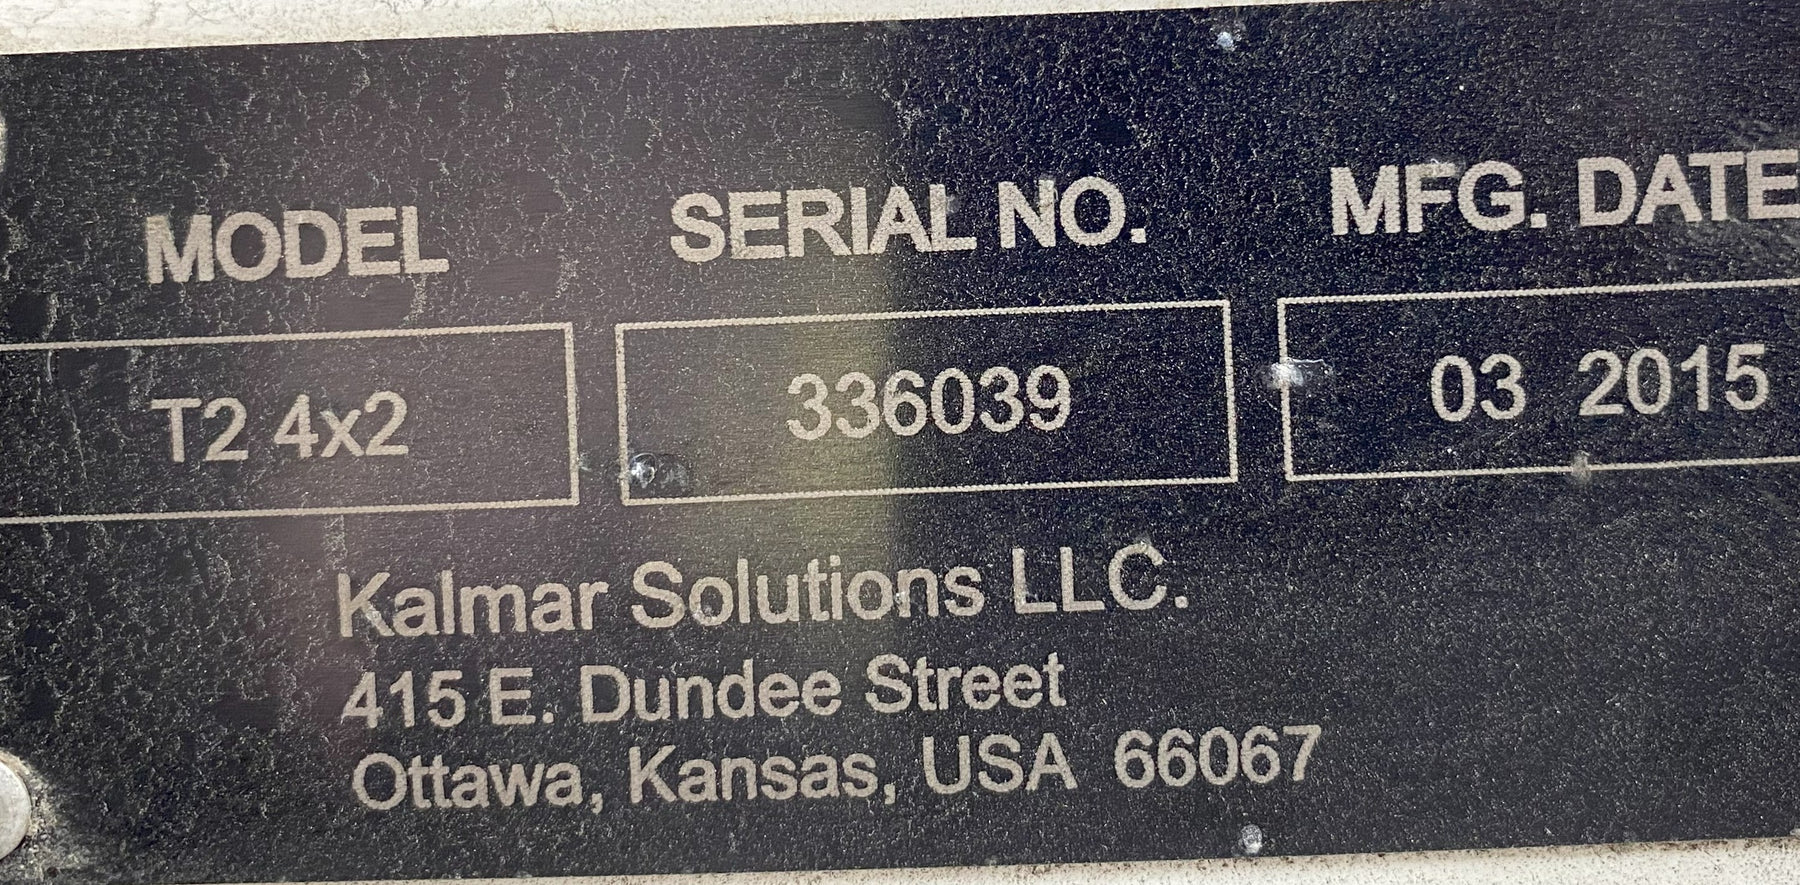 MODEL SERIAL NO. MFG. DATE
T2 4x2 336039 03 2015
Kalmar Solutions LLC.
415 E. Dundee Street
Ottawa, Kansas, USA 66067